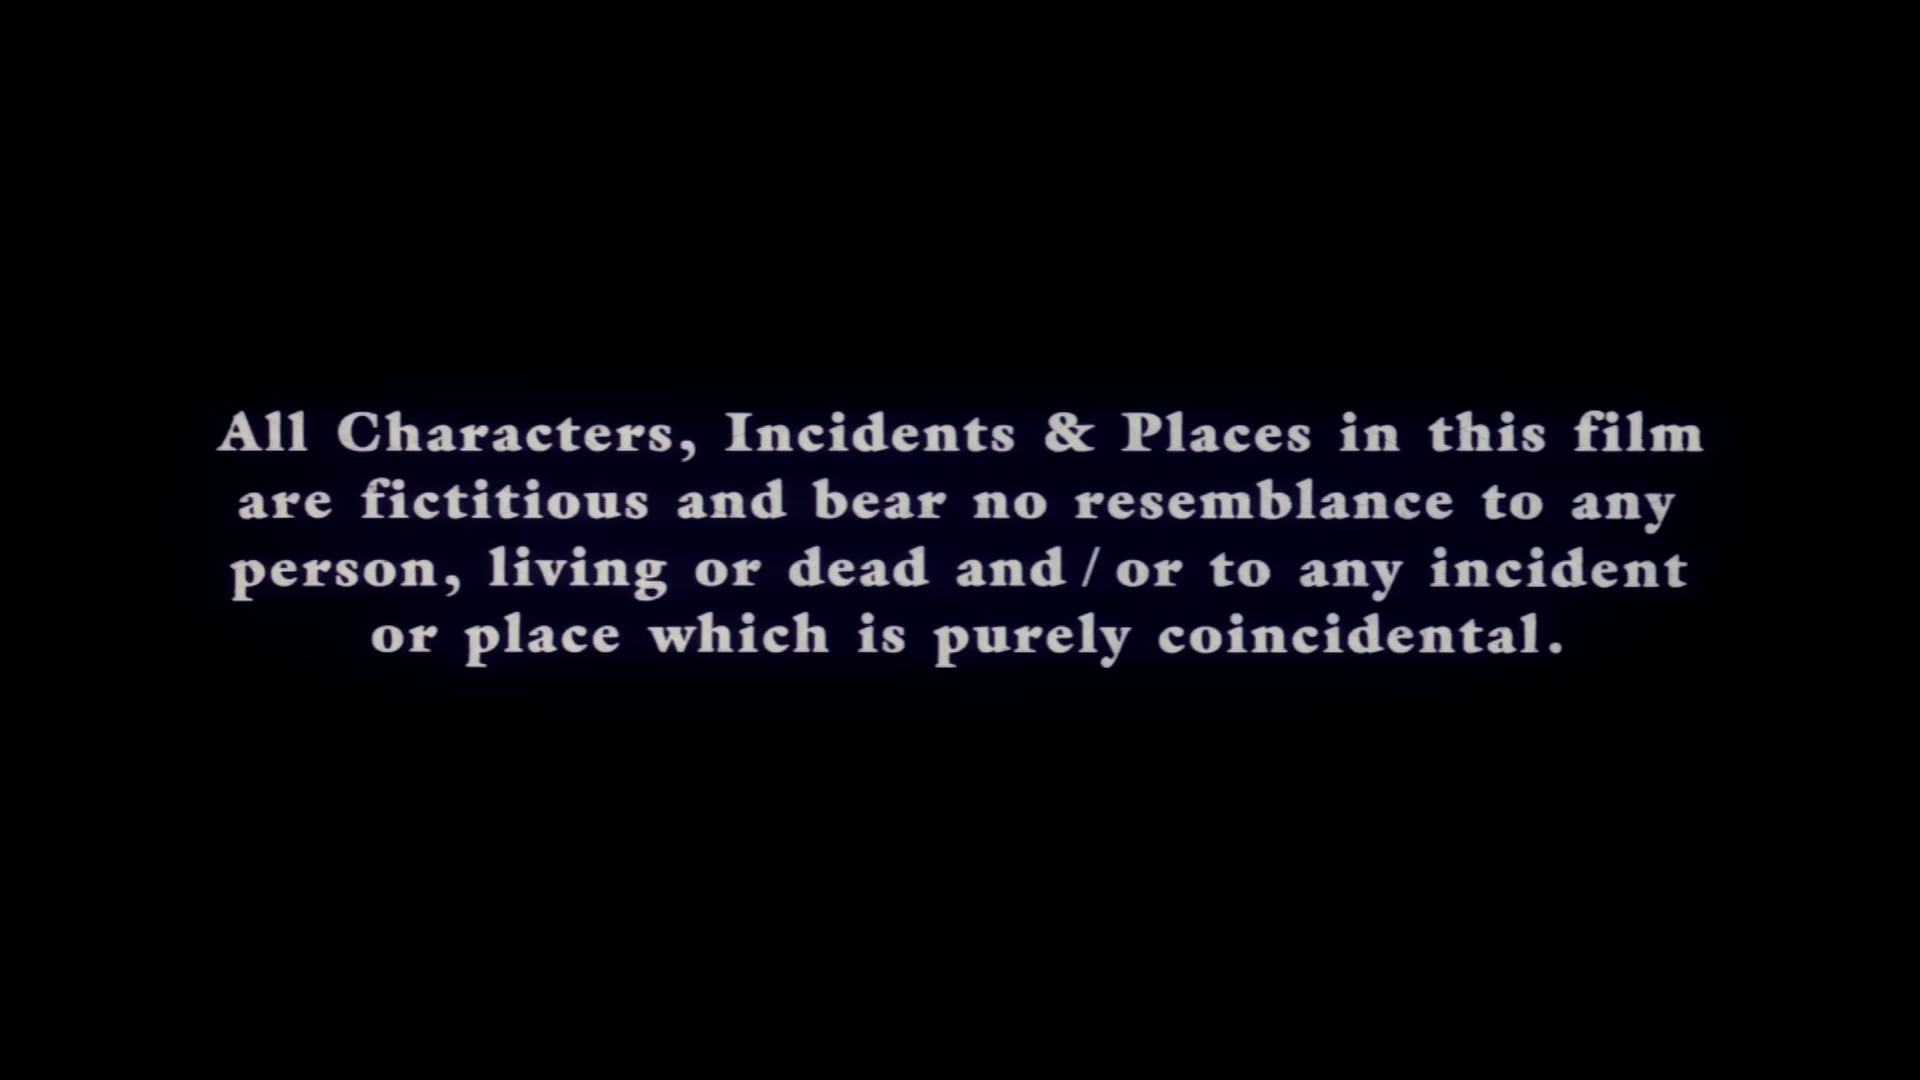 All Characters, Incidents & Places in this film
are fictitious and bear no resemblance to any
person, living or dead and/or to any incident
or place which is purely coincidental.